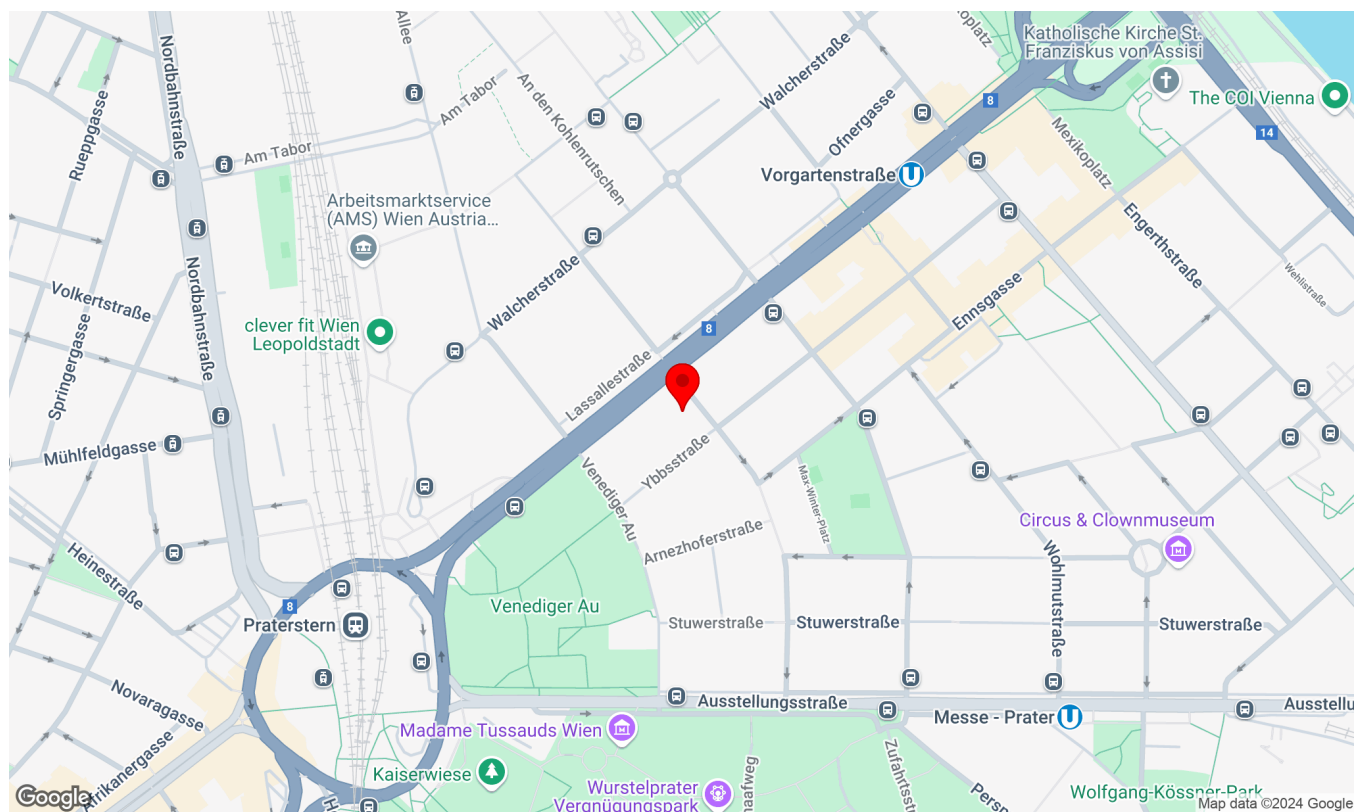 Katholische Kirche St.
Franziskus von Assisi
The COI Vienna
14
8
Mexikoplatz
Walcherstraße
Ofnergasse
Vorgartenstraße
Allee
Am Tabor
An den Kohlenrutschen
Nordbahnstraße
Rueppgasse
Am Tabor
Arbeitsmarktservice
(AMS) Wien Austria...
Engerthstraße
Wehlistraße
Ennsgasse
Volkertstraße
Nordbahnstraße
Springergasse
clever fit Wien
Leopoldstadt
Walcherstraße
8
Lassallestraße
Mühlfeldgasse
Ybbsstraße
Venediger Au
Max-Winter-Platz
Arnezhoferstraße
Circus & Clownmuseum
Wohlmutstraße
Heinestraße
Venediger Au
8
Praterstern
Stuwerstraße
Stuwerstraße
Stuwerstraße
Novaragasse
Ausstellungsstraße
Messe - Prater
Ausstellu
Madame Tussauds Wien
Kaiserwiese
Zufahrtsst
Wurstelprater
Vergnügungspark
Wolfgang-Kössner-Park
Google
Map data ©2024 Google